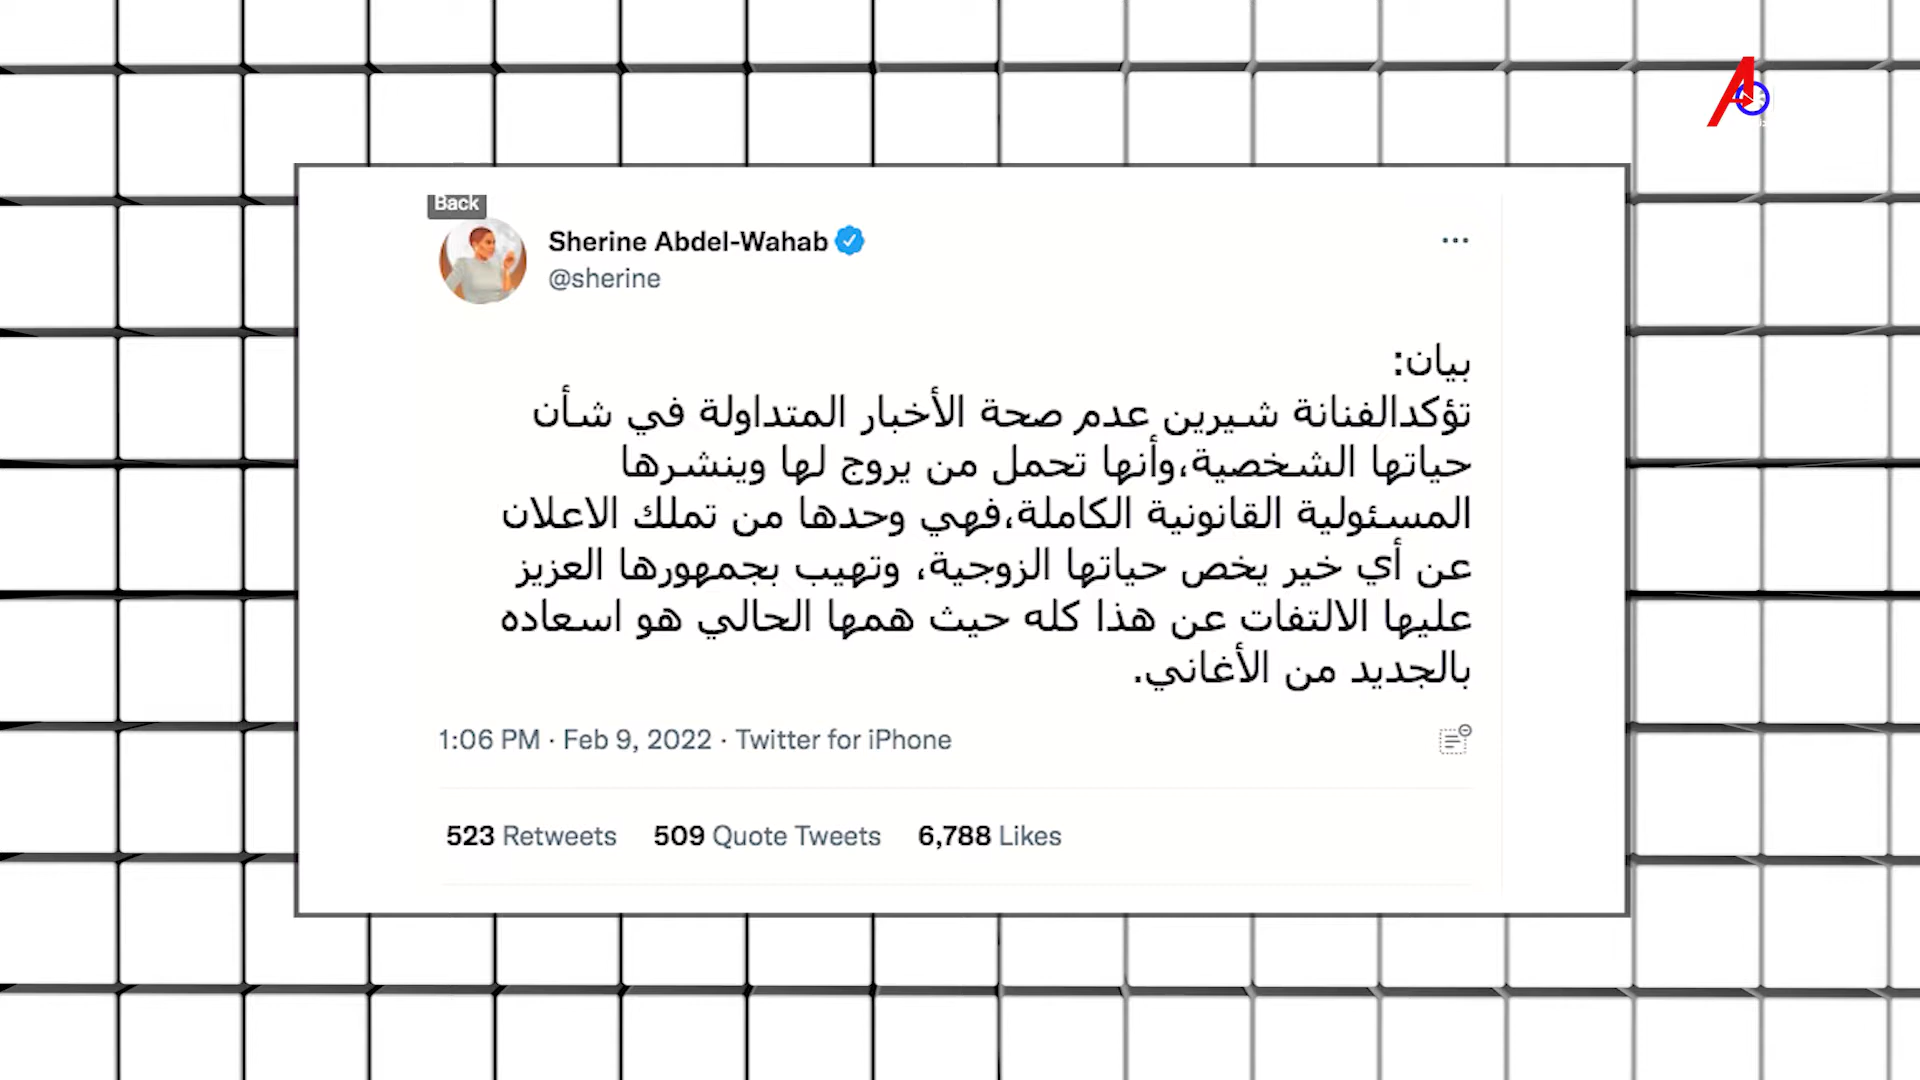 Back
Sherine Abdel-Wahab
@sherine
بيان:
تؤكدالفنانة شيرين عدم صحة الأخبار المتداولة في شأن
حياتها الشخصية،وأنها تحمل من يروج لها وينشرها
المسئولية القانونية الكاملة،فهي وحدها من تملك الاعلان
عن أي خير يخص حياتها الزوجية، وتهيب بجمهورها العزيز
عليها الالتفات عن هذا كله حيث همها الحالي هو اسعاده
بالجديد من الأغاني.
1:06 PM · Feb 9, 2022 · Twitter for iPhone
523 Retweets 509 Quote Tweets 6,788 Likes